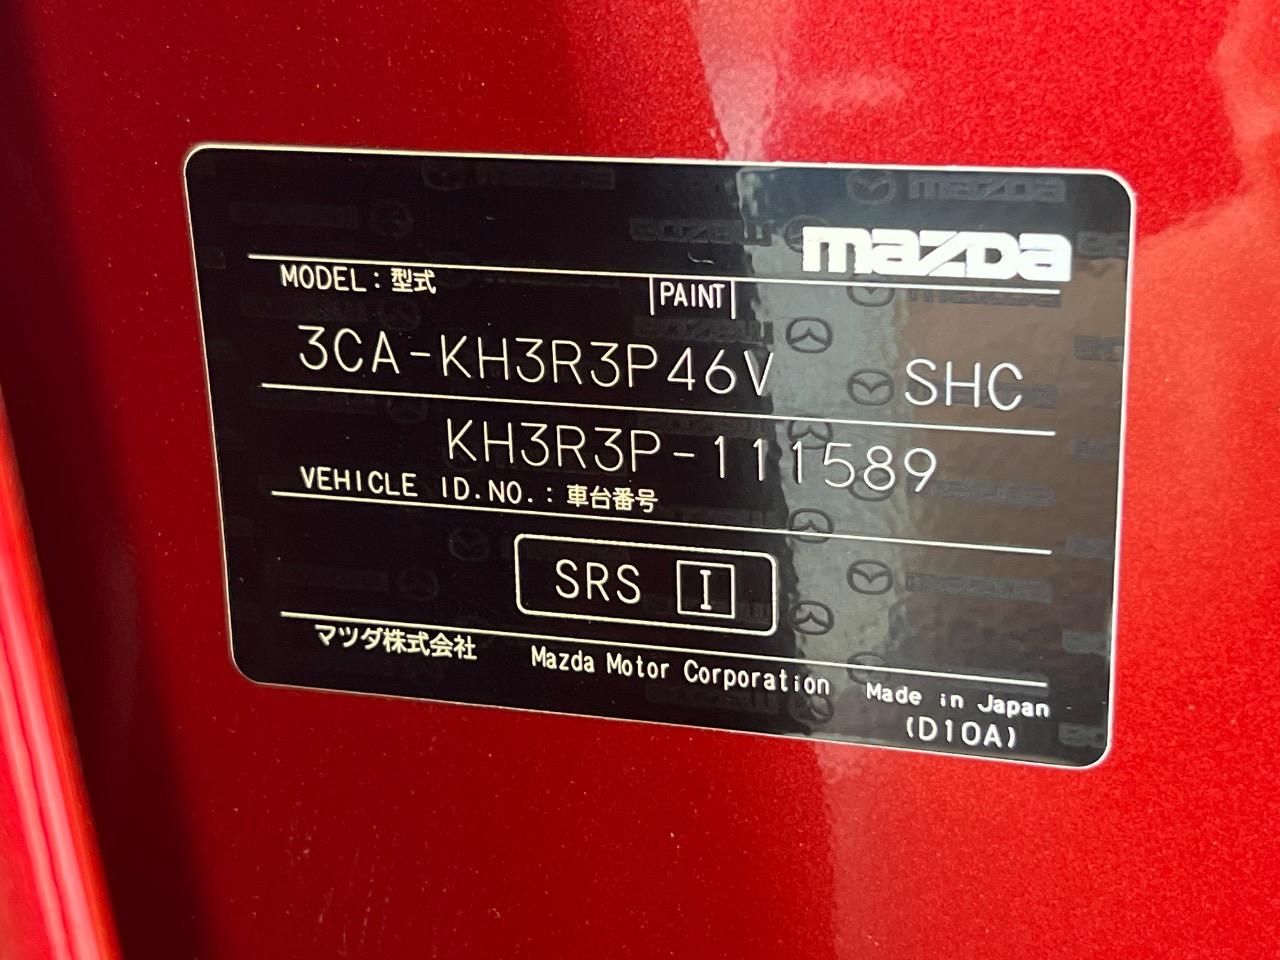 mazda
MODEL : 型式 PAINT
3CA-KH3R3P46V SHC
KH3R3P-111589
VEHICLE ID.NO. : 車台番号
SRS I
マツダ株式会社 Mazda Motor Corporation Made in Japan
(D10A)